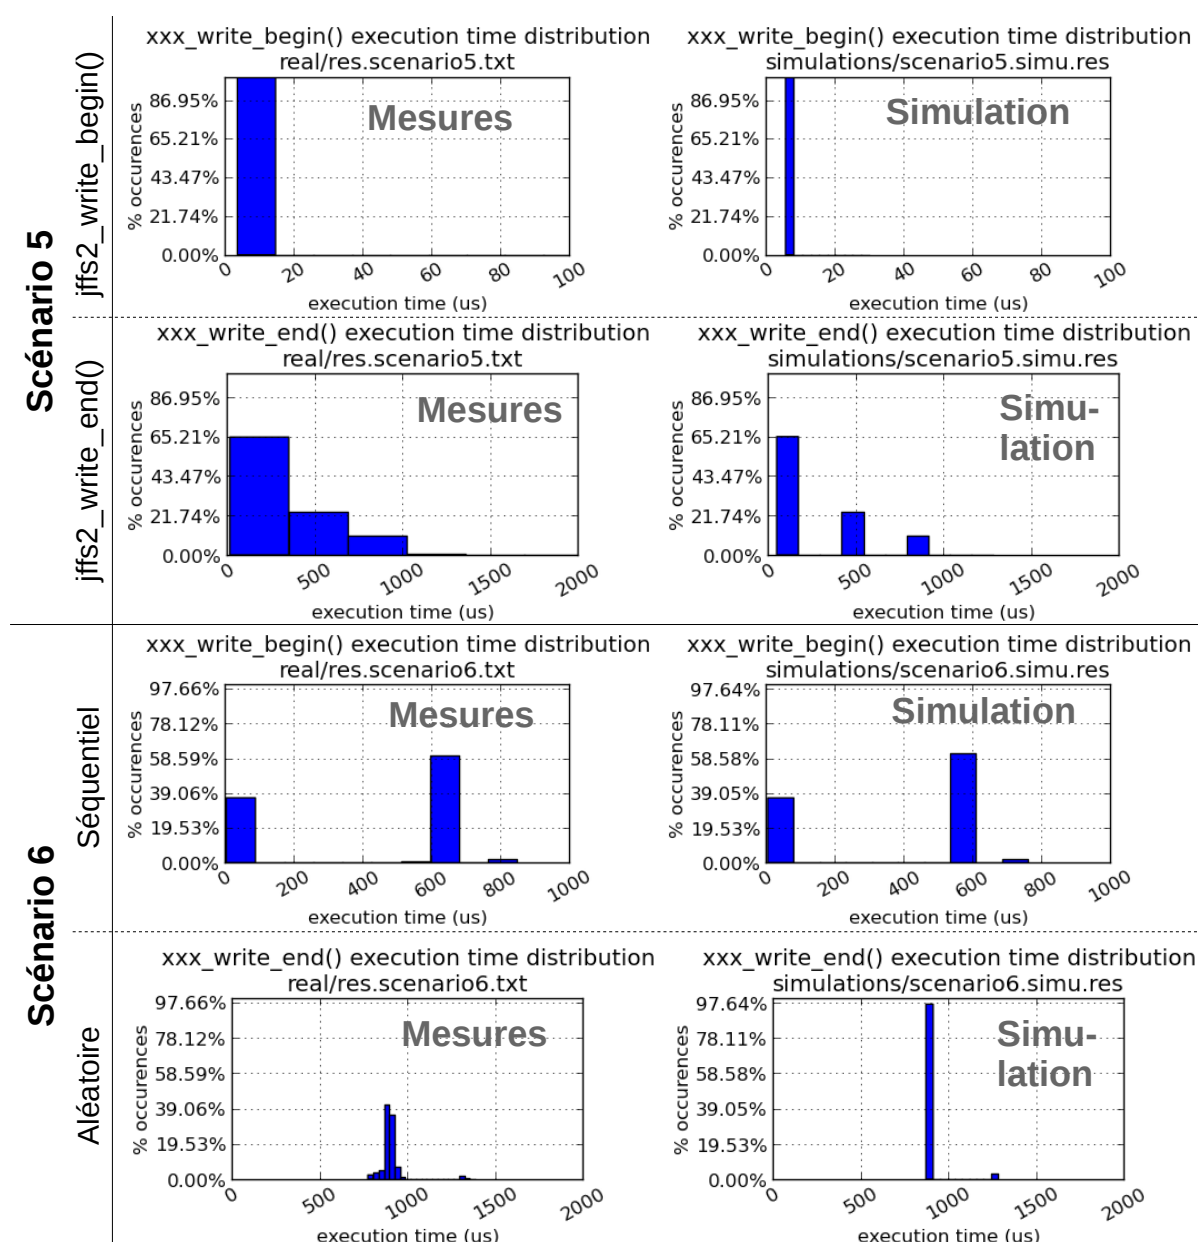 Scénario 5
jffs2_write_begin()
xxx_write_begin() execution time distribution
real/res.scenario5.txt
Mesures
% occurences
86.95%
65.21%
43.47%
21.74%
0.00%
0 20 40 60 80 100
execution time (us)
xxx_write_begin() execution time distribution
simulations/scenario5.simu.res
Simulation
% occurences
86.95%
65.21%
43.47%
21.74%
0.00%
0 20 40 60 80 100
execution time (us)
jffs2_write_end()
xxx_write_end() execution time distribution
real/res.scenario5.txt
Mesures
% occurences
86.95%
65.21%
43.47%
21.74%
0.00%
0 500 1000 1500 2000
execution time (us)
xxx_write_end() execution time distribution
simulations/scenario5.simu.res
Simu-
lation
% occurences
86.95%
65.21%
43.47%
21.74%
0.00%
0 500 1000 1500 2000
execution time (us)
Scénario 6
Séquentiel
xxx_write_begin() execution time distribution
real/res.scenario6.txt
Mesures
% occurences
97.66%
78.12%
58.59%
39.06%
19.53%
0.00%
0 200 400 600 800 1000
execution time (us)
xxx_write_begin() execution time distribution
simulations/scenario6.simu.res
Simulation
% occurences
97.64%
78.11%
58.58%
39.05%
19.53%
0.00%
0 200 400 600 800 1000
execution time (us)
Aléatoire
xxx_write_end() execution time distribution
real/res.scenario6.txt
Mesures
% occurences
97.66%
78.12%
58.59%
39.06%
19.53%
0.00%
0 500 1000 1500 2000
execution time (us)
xxx_write_end() execution time distribution
simulations/scenario6.simu.res
Simu-
lation
% occurences
97.64%
78.11%
58.58%
39.05%
19.53%
0.00%
0 500 1000 1500 2000
execution time (us)